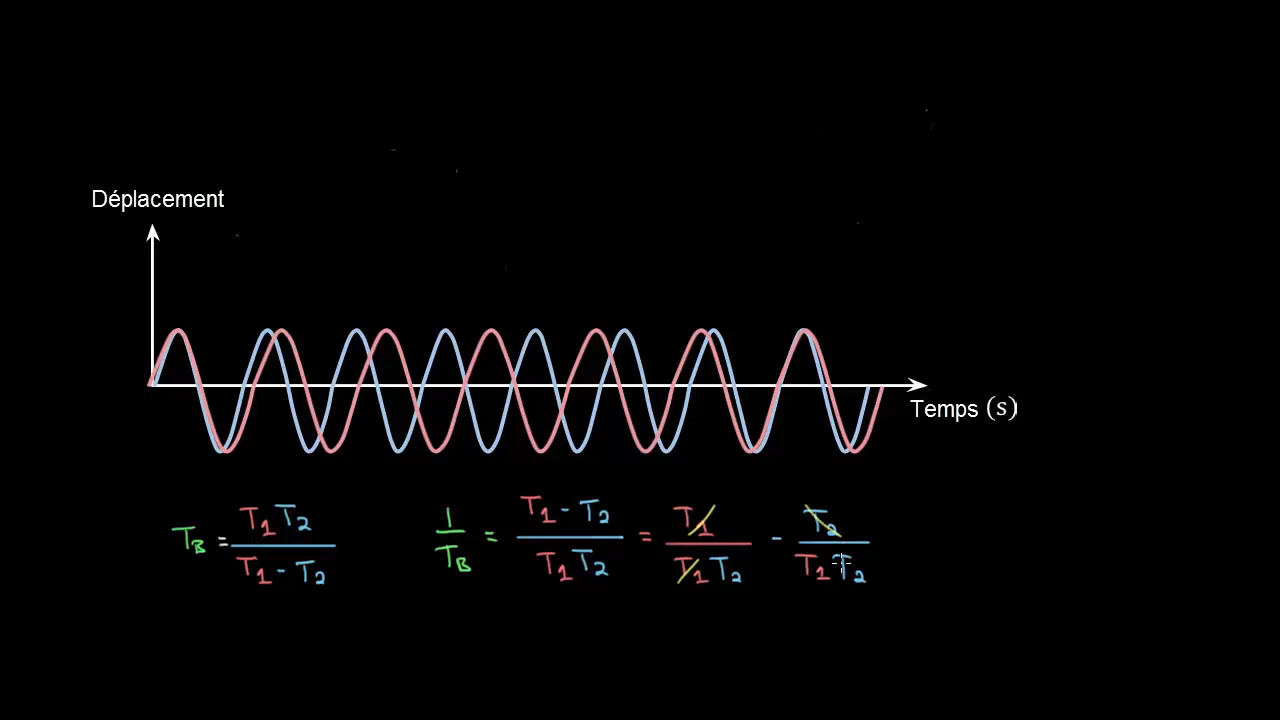 Déplacement
Temps (s)
T_B = T_1 T_2 / T_1 - T_2
1 / T_B = T_1 - T_2 / T_1 T_2 = T_1 / T_1 T_2 - T_2 / T_1 T_2